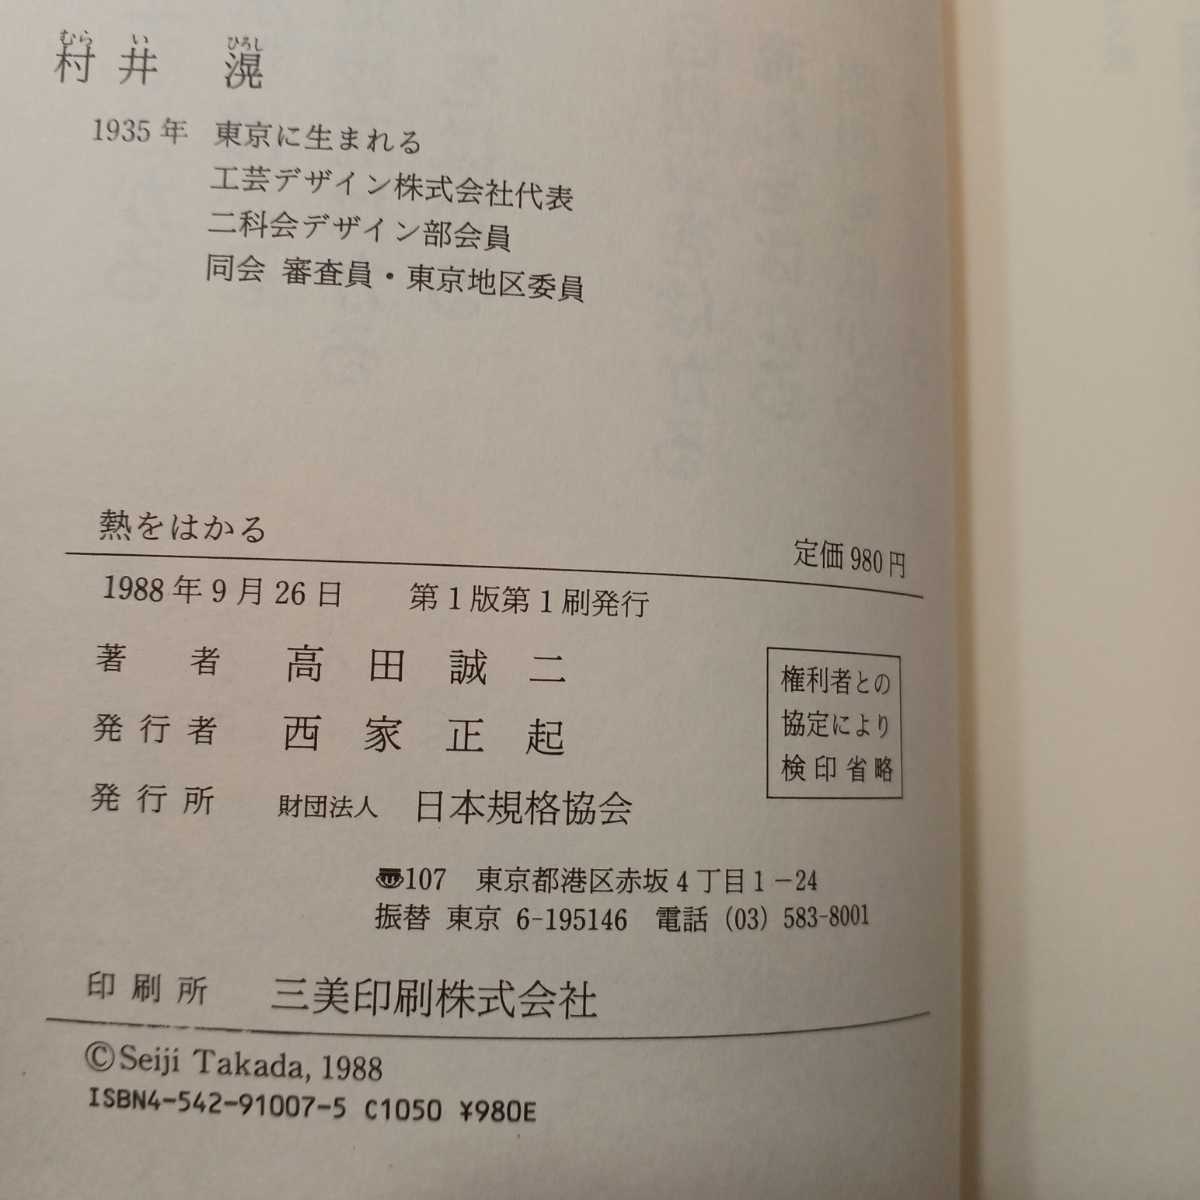 むら い ひろし
村井 滉
1935年 東京に生まれる
工芸デザイン株式会社代表
二科会デザイン部会員
同会 審査員・東京地区委員
熱をはかる
定価980円
1988年9月26日 第1版第1刷発行
著者 高田誠二
発行者 西家正起
発行所 財団法人 日本規格協会
権利者との
協定により
検印省略
〠107 東京都港区赤坂4丁目1-24
振替 東京 6-195146 電話 (03) 583-8001
印刷所 三美印刷株式会社
©Seiji Takada, 1988
ISBN4-542-91007-5 C1050 ¥980E